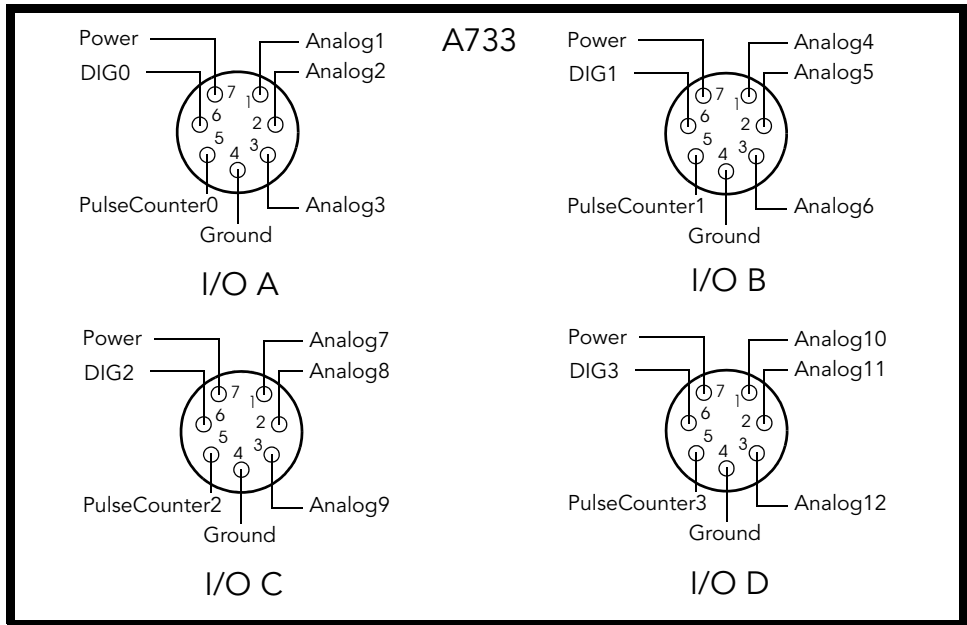 A733
Power
Analog1
DIG0
Analog2
7
1
6
2
5
3
4
PulseCounter0
Analog3
Ground
I/O A
Power
Analog4
DIG1
Analog5
7
1
6
2
5
3
4
PulseCounter1
Analog6
Ground
I/O B
Power
Analog7
DIG2
Analog8
7
1
6
2
5
3
4
PulseCounter2
Analog9
Ground
I/O C
Power
Analog10
DIG3
Analog11
7
1
6
2
5
3
4
PulseCounter3
Analog12
Ground
I/O D